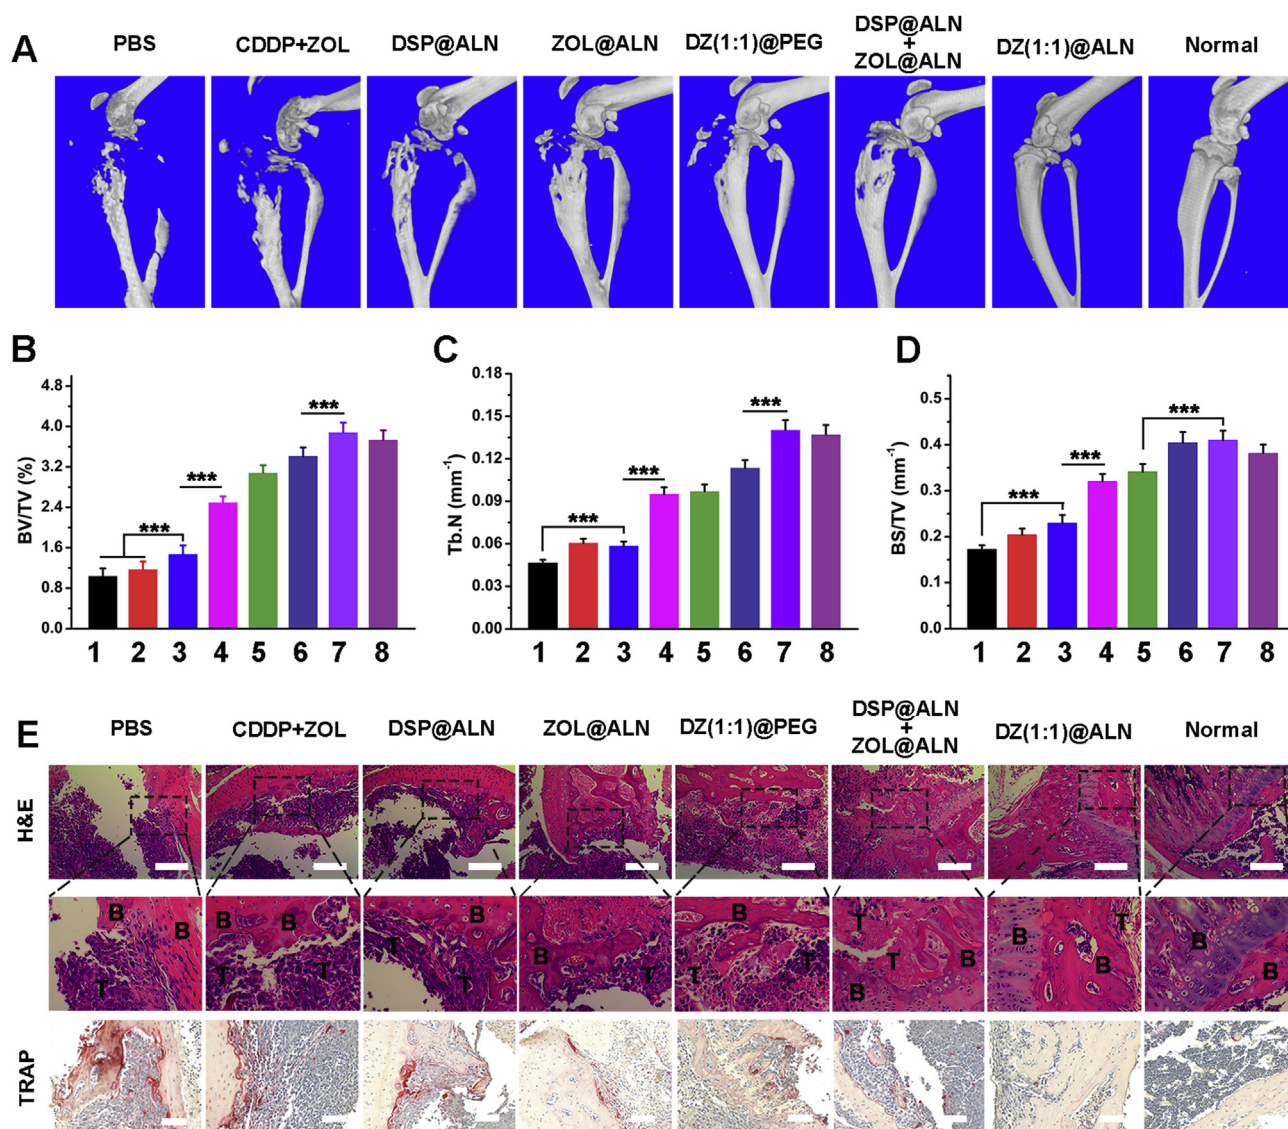 A
PBS
CDDP+ZOL
DSP@ALN
ZOL@ALN
DZ(1:1)@PEG
DSP@ALN
+
ZOL@ALN
DZ(1:1)@ALN
Normal
B
BV/TV (%)
4.8
4.0
3.2
2.4
1.6
0.8
0.0
***
***
***
1 2 3 4 5 6 7 8
C
Tb.N (mm⁻¹)
0.18
0.15
0.12
0.09
0.06
0.03
0.00
***
***
***
1 2 3 4 5 6 7 8
D
BS/TV (mm⁻¹)
0.5
0.4
0.3
0.2
0.1
0.0
***
***
***
1 2 3 4 5 6 7 8
E
PBS
CDDP+ZOL
DSP@ALN
ZOL@ALN
DZ(1:1)@PEG
DSP@ALN
+
ZOL@ALN
DZ(1:1)@ALN
Normal
H&E
B B T
B B T T
B T T
B B T
B T T
T T B B
B T B
B B
TRAP